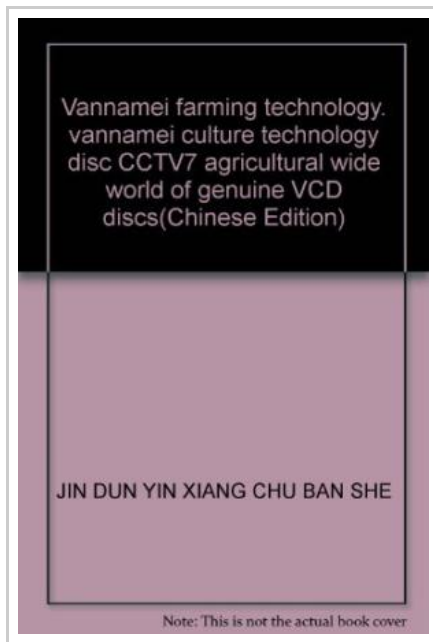 Vannamei farming technology.
vannamei culture technology
disc CCTV7 agricultural wide
world of genuine VCD
discs(Chinese Edition)
JIN DUN YIN XIANG CHU BAN SHE
Note: This is not the actual book cover